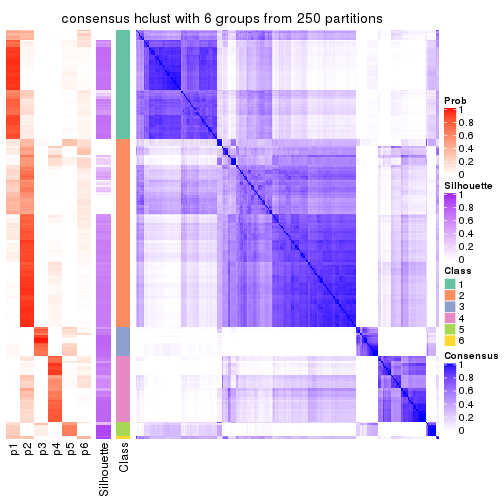 consensus hclust with 6 groups from 250 partitions
Prob
1
0.8
0.6
0.4
0.2
0
Silhouette
1
0.8
0.6
0.4
0.2
0
Class
1
2
3
4
5
6
Consensus
1
0.8
0.6
0.4
0.2
0
p1
p2
p3
p4
p5
p6
Silhouette
Class